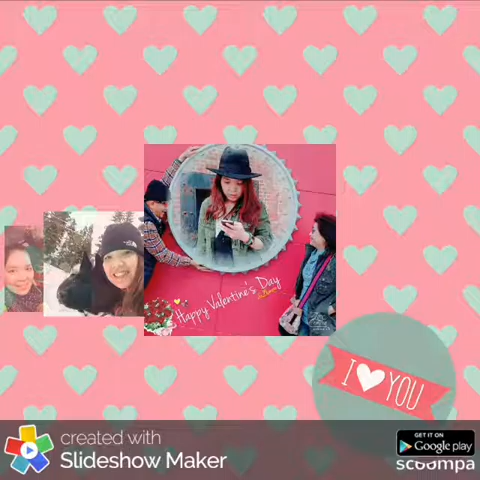 Happy Valentine's Day
I YOU
created with
Slideshow Maker
GET IT ON
Google play
scoompa